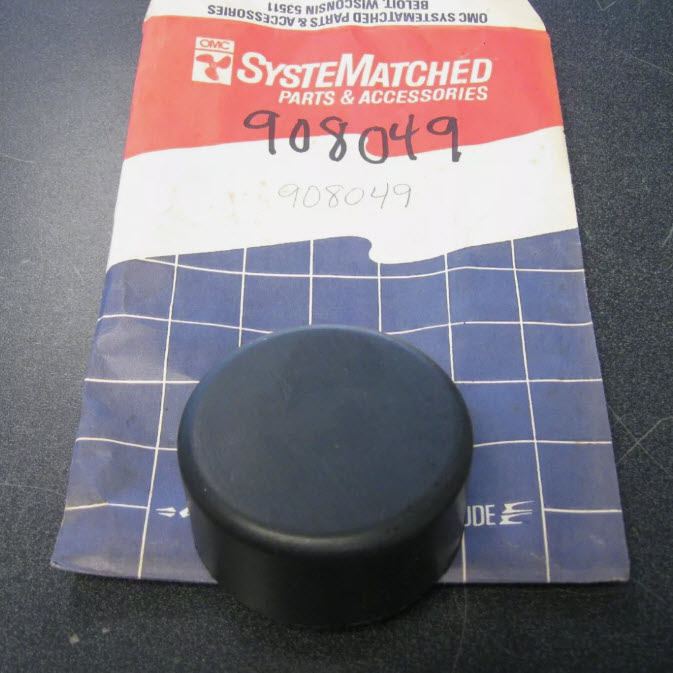 OMC SYSTEMATCHED PARTS & ACCESSORIES
BELOIT, WISCONSIN 53511
OMC
SYSTEMATCHED
PARTS & ACCESSORIES
908049
908049